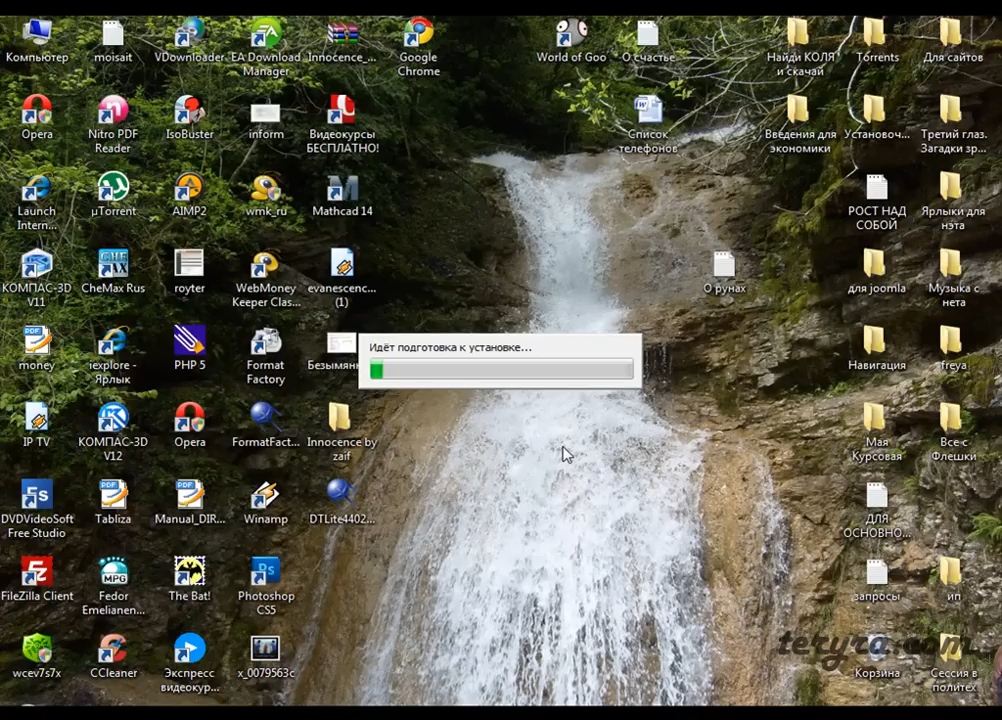 Компьютер
moisait
VDownloader
EA Download
Manager
Innocence_...
Google
Chrome
World of Goo
О счастье
Найди КОЛЯ
и скачай
Torrents
Для сайтов
Opera
Nitro PDF
Reader
IsoBuster
inform
Видеокурсы
БЕСПЛАТНО!
Список
телефонов
Введения для
экономики
Установоч...
Третий глаз.
Загадки зр...
Launch
Intern...
µTorrent
AIMP2
wmk_ru
Mathcad 14
РОСТ НАД
СОБОЙ
Ярлыки для
нэта
КОМПАС-3D
V11
CheMax Rus
royter
WebMoney
Keeper Clas...
evanescenc...
(1)
О рунах
для joomla
Музыка с
нета
money
iexplore -
Ярлык
PHP 5
Format
Factory
Безымянн
Идёт подготовка к установке...
Навигация
freya
IP TV
КОМПАС-3D
V12
Opera
FormatFact...
Innocence by
zaif
Мая
Курсовая
Все с
Флешки
DVDVideoSoft
Free Studio
Tabliza
Manual_DIR...
Winamp
DTLite4402...
ДЛЯ
ОСНОВНО...
FileZilla Client
Fedor
Emelianen...
The Bat!
Photoshop
CS5
запросы
ип
wcev7s7x
CCleaner
Экспресс
видеокур...
x_0079563c
Корзина
Сессия в
политех
teryra.com